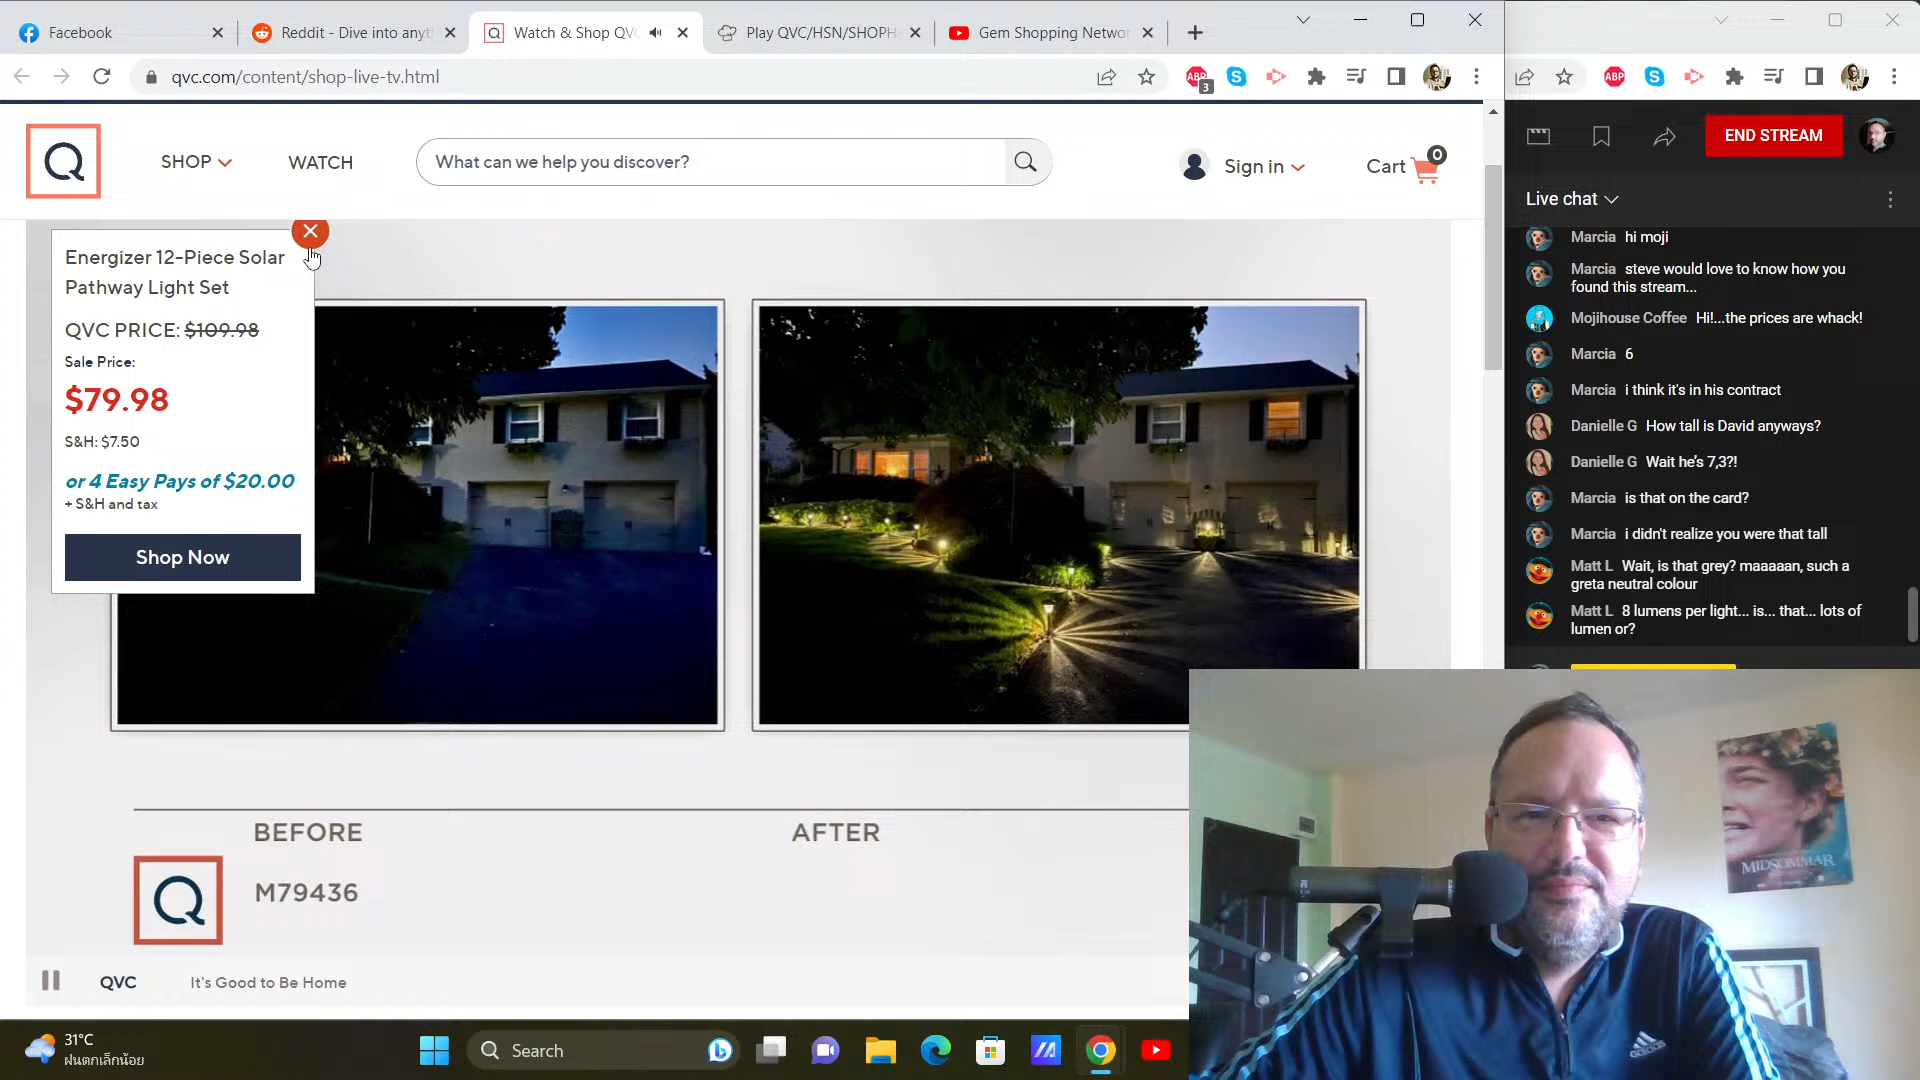 Facebook
Reddit - Dive into anyt
Watch & Shop QV
Play QVC/HSN/SHOPH
Gem Shopping Networ
qvc.com/content/shop-live-tv.html
ABP
3
S
ABP
S
Q
SHOP
WATCH
What can we help you discover?
Sign in
Cart
0
END STREAM
Live chat
Energizer 12-Piece Solar
Pathway Light Set
QVC PRICE: $109.98
Sale Price:
$79.98
S&H: $7.50
or 4 Easy Pays of $20.00
+ S&H and tax
Shop Now
Marcia hi moji
Marcia steve would love to know how you
found this stream...
Mojihouse Coffee Hi!...the prices are whack!
Marcia 6
Marcia i think it's in his contract
Danielle G How tall is David anyways?
Danielle G Wait he's 7,3?!
Marcia is that on the card?
Marcia i didn't realize you were that tall
Matt L Wait, is that grey? maaaaan, such a
greta neutral colour
Matt L 8 lumens per light... is... that... lots of
lumen or?
BEFORE
AFTER
Q
M79436
QVC
It's Good to Be Home
MIDSOMMAR
adidas
31°C
ฝนตกเล็กน้อย
Search